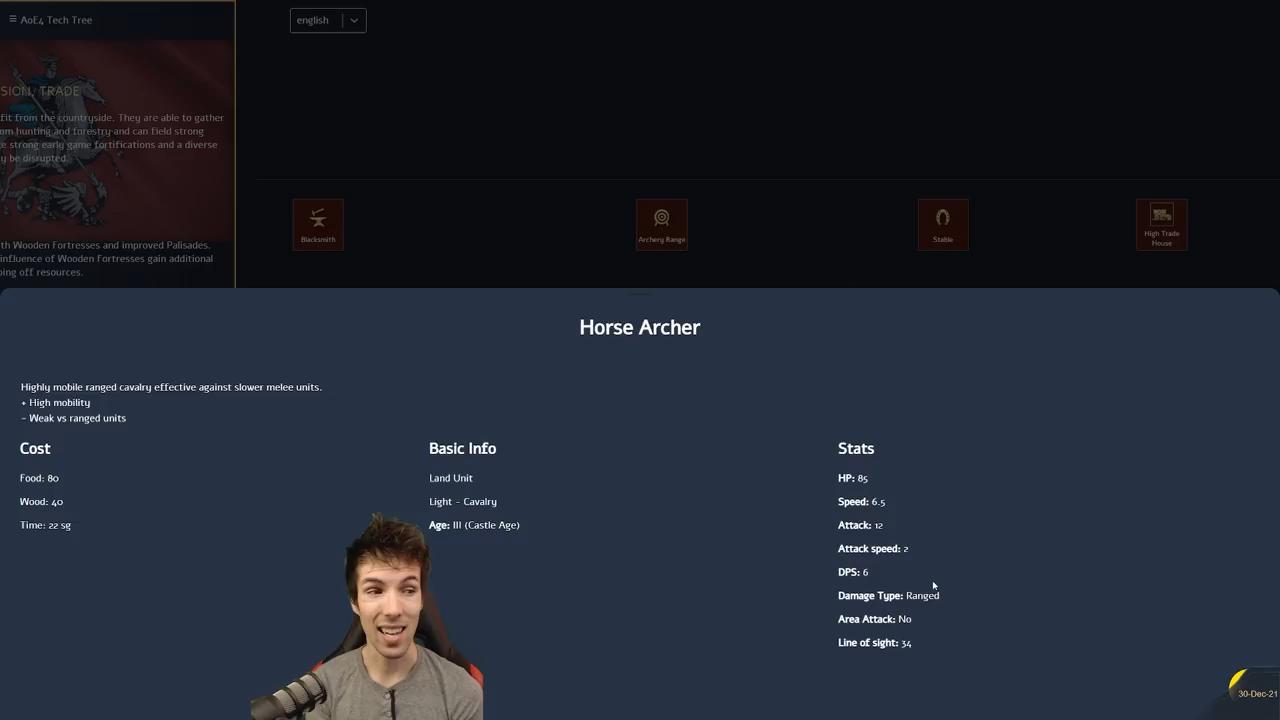 ≡ AoE4 Tech Tree
english
SION, TRADE
fit from the countryside. They are able to gather
om hunting and forestry and can field strong
e strong early game fortifications and a diverse
y be disrupted.
Blacksmith
Archery Range
Stable
High Trade
House
th Wooden Fortresses and improved Palisades.
influence of Wooden Fortresses gain additional
ing off resources.
Horse Archer
Highly mobile ranged cavalry effective against slower melee units.
+ High mobility
- Weak vs ranged units
Cost
Food: 80
Wood: 40
Time: 22 sg
Basic Info
Land Unit
Light - Cavalry
Age: III (Castle Age)
Stats
HP: 85
Speed: 6.5
Attack: 12
Attack speed: 2
DPS: 6
Damage Type: Ranged
Area Attack: No
Line of sight: 34
30-Dec-21